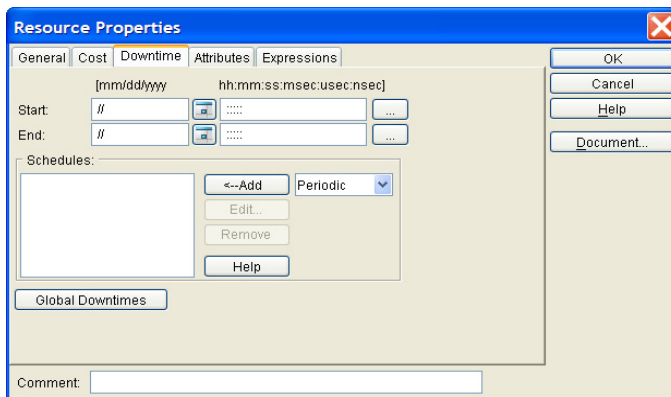 Resource Properties
General Cost Downtime Attributes Expressions
OK
Cancel
Help
Document...
[mm/dd/yyyy hh:mm:ss:msec:usec:nsec]
Start: // ::::: ...
End: // ::::: ...
Schedules:
<--Add Periodic
Edit...
Remove
Help
Global Downtimes
Comment: